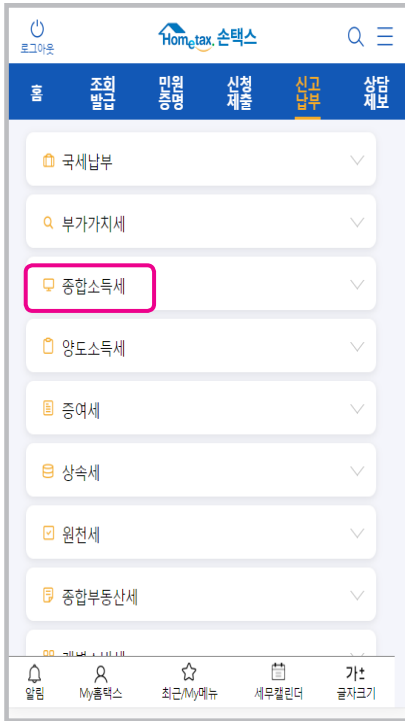 로그아웃
Hometax. 손택스
홈
조회
발급
민원
증명
신청
제출
신고
납부
상담
제보
국세납부
부가가치세
종합소득세
양도소득세
증여세
상속세
원천세
종합부동산세
알림
My홈택스
최근/My메뉴
세무캘린더
가±
글자크기